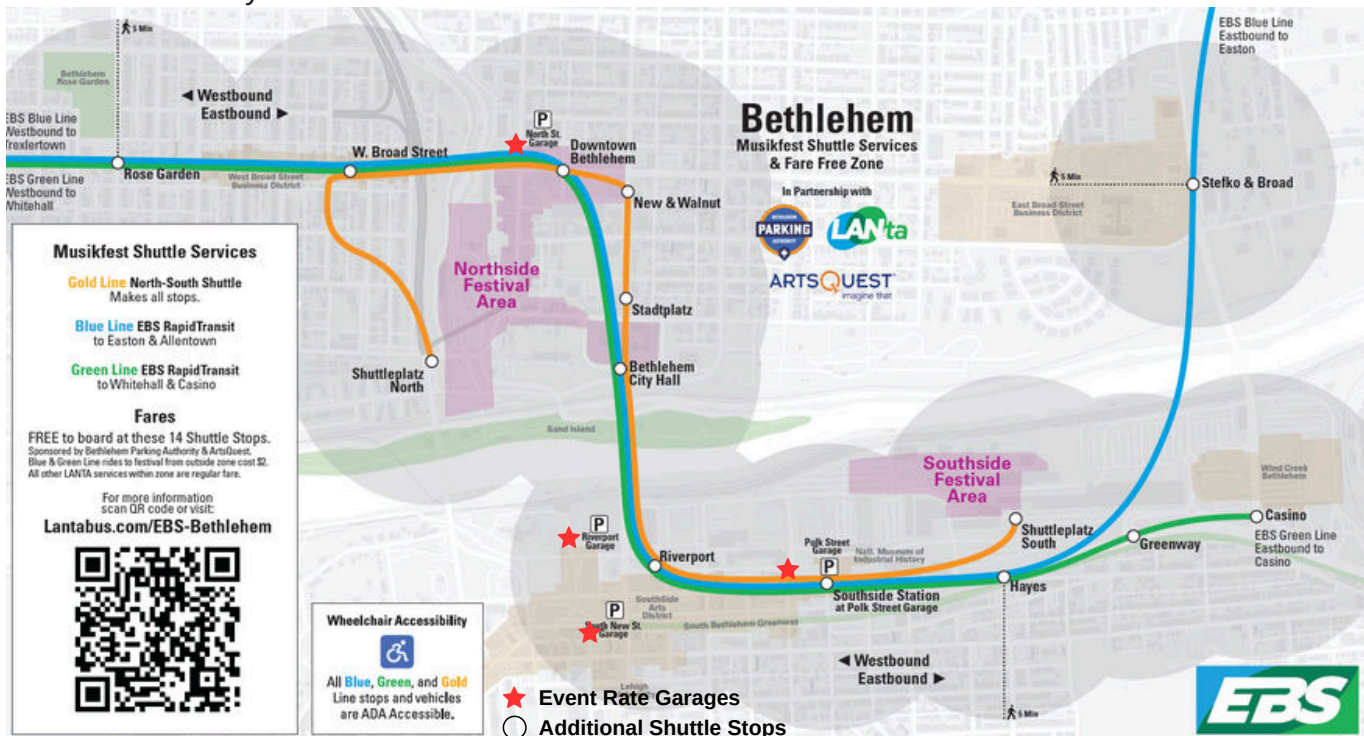 5 Min
Bethlehem
Rose Garden
◄ Westbound
Eastbound ►
EBS Blue Line
Westbound to
Trexlertown
EBS Green Line
Westbound to
Whitehall
Rose Garden
W. Broad Street
West Broad Street
Business District
P
North St.
Garage
Downtown
Bethlehem
New & Walnut
Northside
Festival
Area
Stadtplatz
Bethlehem
City Hall
Shuttleplatz
North
Sand Island
Bethlehem
Musikfest Shuttle Services
& Fare Free Zone
In Partnership with
BETHLEHEM
PARKING
AUTHORITY
LANta
ARTSQUEST
imagine that
EBS Blue Line
Eastbound to
Easton
5 Min
Stefko & Broad
East Broad Street
Business District
Musikfest Shuttle Services
Gold Line North-South Shuttle
Makes all stops.
Blue Line EBS RapidTransit
to Easton & Allentown
Green Line EBS RapidTransit
to Whitehall & Casino
Fares
FREE to board at these 14 Shuttle Stops.
Sponsored by Bethlehem Parking Authority & ArtsQuest.
Blue & Green Line rides to festival from outside zone cost $2.
All other LANTA services within zone are regular fare.
For more information
scan QR code or visit:
Lantabus.com/EBS-Bethlehem
Southside
Festival
Area
Wind Creek
Bethlehem
Shuttleplatz
South
Casino
EBS Green Line
Eastbound to
Casino
Greenway
P
Riverport
Garage
Riverport
Polk Street
Garage
P
Natl. Museum of
Industrial History
Southside Station
at Polk Street Garage
Hayes
SouthSide
Arts
District
P
South New St.
Garage
South Bethlehem Greenway
Lehigh
◄ Westbound
Eastbound ►
5 Min
Wheelchair Accessibility
All Blue, Green, and Gold
Line stops and vehicles
are ADA Accessible.
Event Rate Garages
Additional Shuttle Stops
EBS